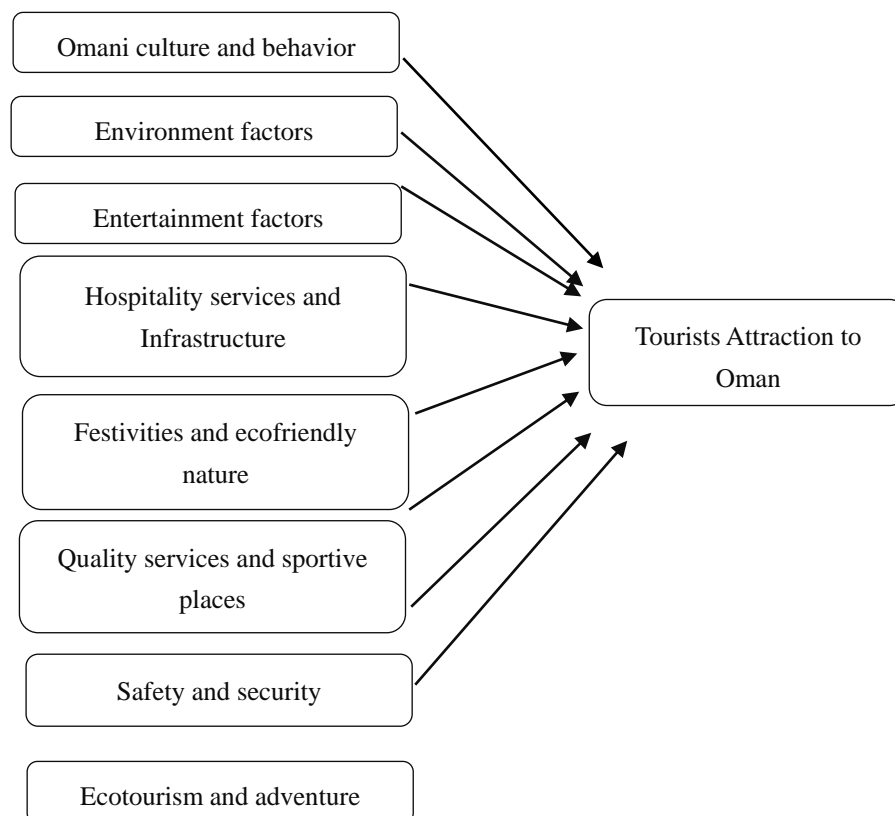 Omani culture and behavior
Environment factors
Entertainment factors
Hospitality services and
Infrastructure
Festivities and ecofriendly
nature
Quality services and sportive
places
Safety and security
Ecotourism and adventure
Tourists Attraction to
Oman